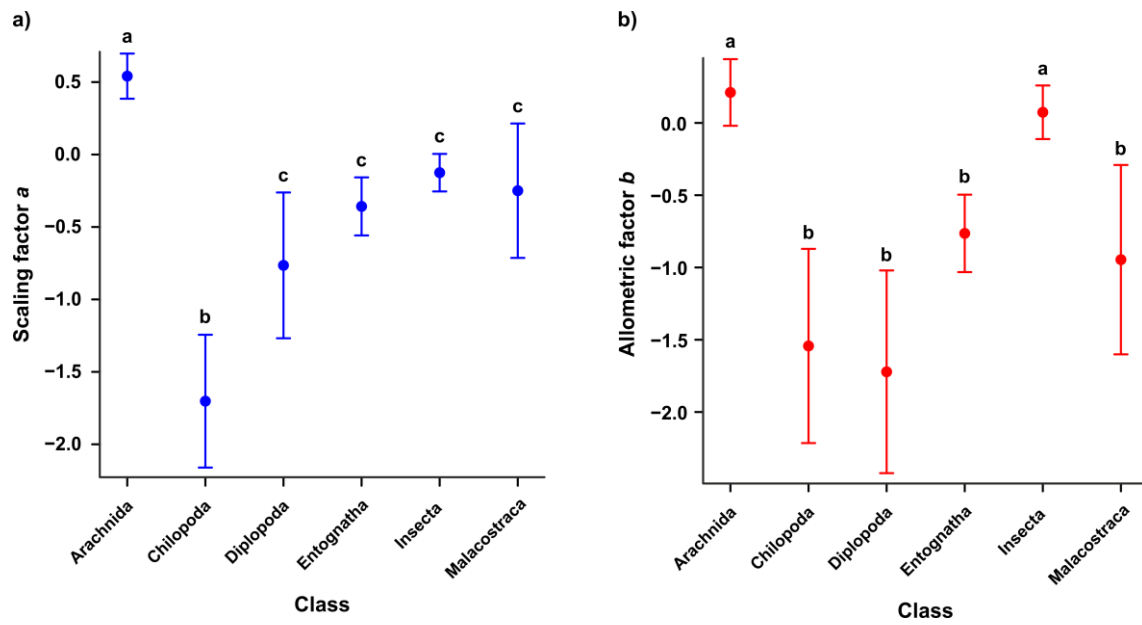 a)
Scaling factor a
0.5
0.0
−0.5
−1.0
−1.5
−2.0
a
b
c
c
c
c
Arachnida
Chilopoda
Diplopoda
Entognatha
Insecta
Malacostraca
Class
b)
Allometric factor b
0.0
−0.5
−1.0
−1.5
−2.0
a
b
b
b
a
b
Arachnida
Chilopoda
Diplopoda
Entognatha
Insecta
Malacostraca
Class